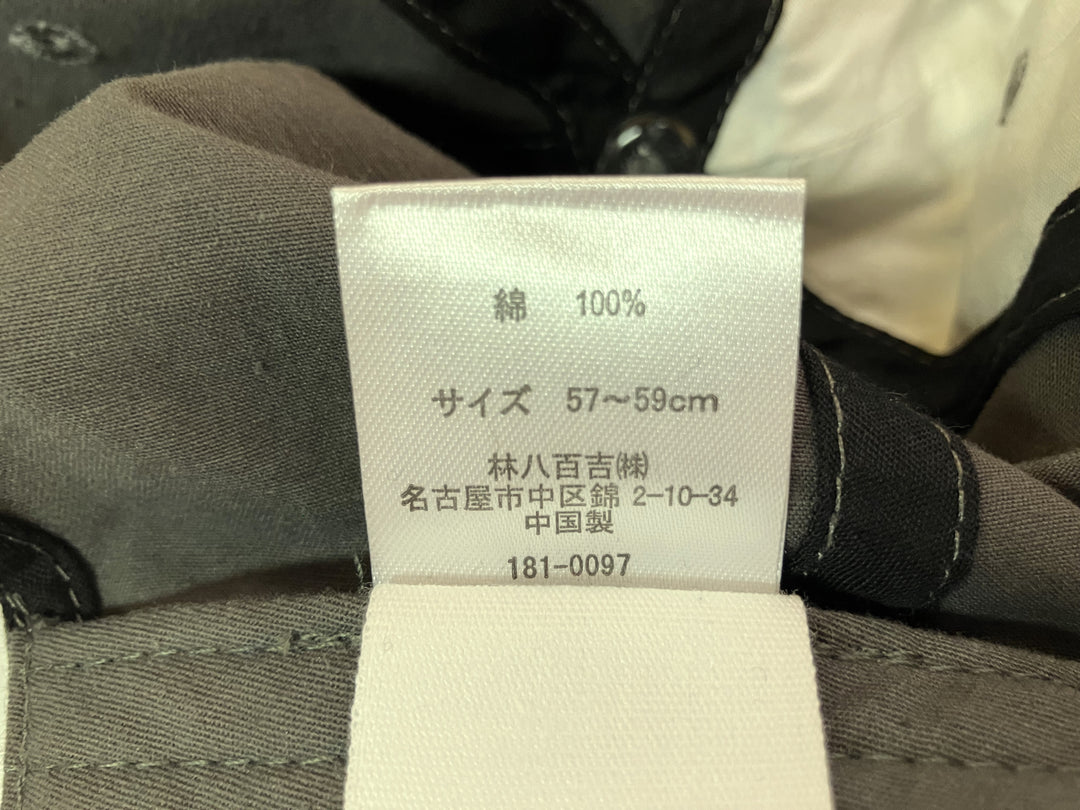 綿 100%
サイズ 57〜59cm
林八百吉㈱
名古屋市中区錦 2-10-34
中国製
181-0097